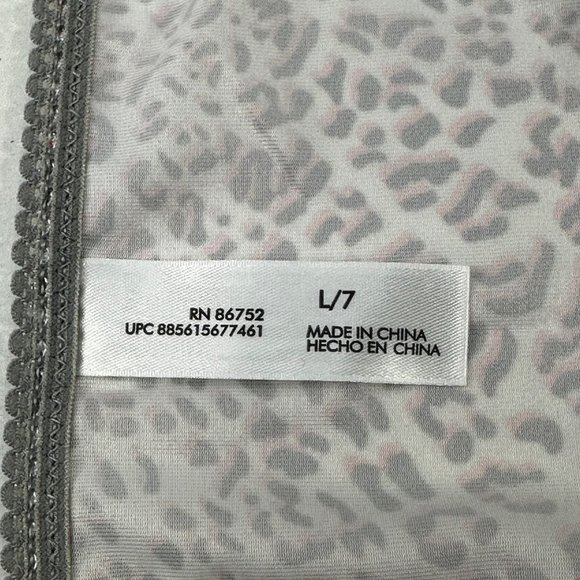 RN 86752
UPC 885615677461
L/7
MADE IN CHINA
HECHO EN CHINA